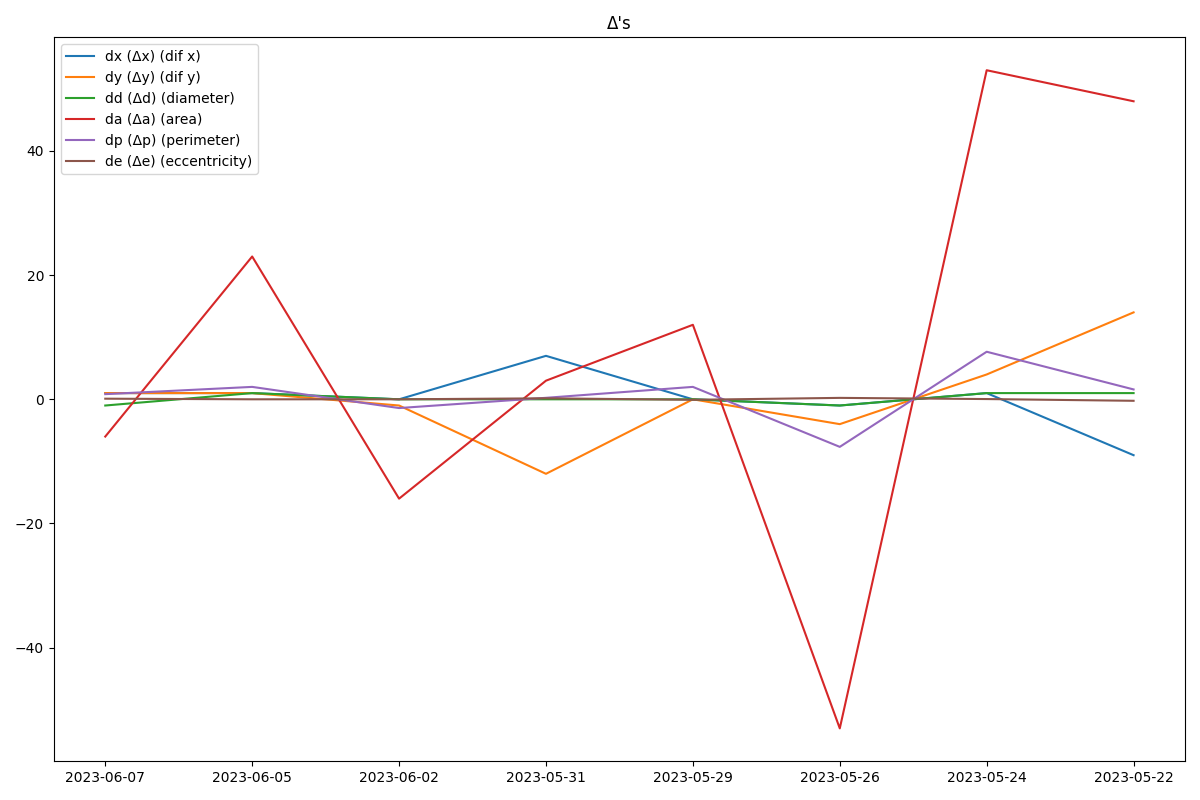 Δ's
dx (Δx) (dif x)
dy (Δy) (dif y)
dd (Δd) (diameter)
da (Δa) (area)
dp (Δp) (perimeter)
de (Δe) (eccentricity)
40
20
0
−20
−40
2023-06-07 2023-06-05 2023-06-02 2023-05-31 2023-05-29 2023-05-26 2023-05-24 2023-05-22